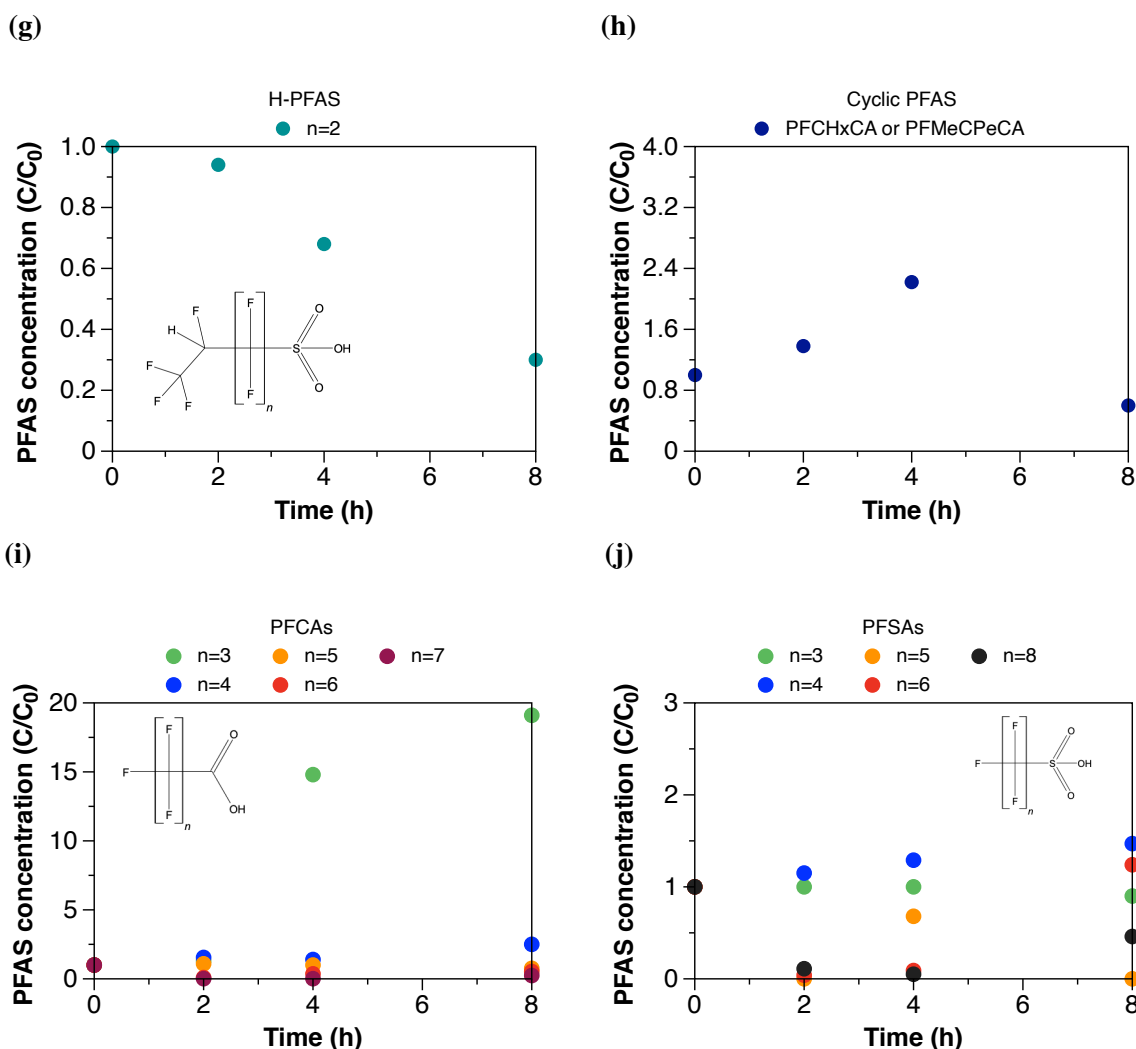 (g)
H-PFAS
n=2
PFAS concentration (C/C0)
1.0
0.8
0.6
0.4
0.2
0
F
H
F
F
F
F
F
n
S
O
O
OH
0 2 4 6 8
Time (h)
(h)
Cyclic PFAS
PFCHxCA or PFMeCPeCA
PFAS concentration (C/C0)
4.0
3.2
2.4
1.6
0.8
0
0 2 4 6 8
Time (h)
(i)
PFCAs
n=3 n=5 n=7
n=4 n=6
PFAS concentration (C/C0)
20
15
10
5
2.5
0
F
F
F
n
O
OH
0 2 4 6 8
Time (h)
(j)
PFSAs
n=3 n=5 n=8
n=4 n=6
PFAS concentration (C/C0)
3
2
1
0
F
F
F
n
S
O
O
OH
0 2 4 6 8
Time (h)